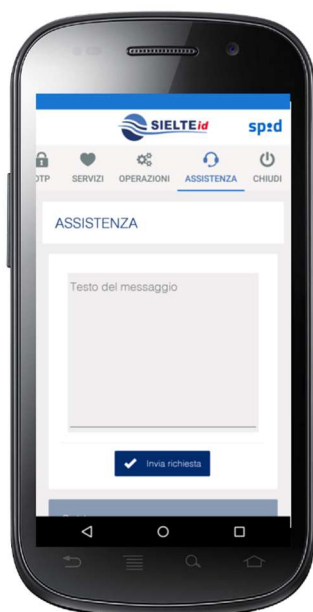 SIELTEid
spid
OTP SERVIZI OPERAZIONI ASSISTENZA CHIUDI
ASSISTENZA
Testo del messaggio
Invia richiesta